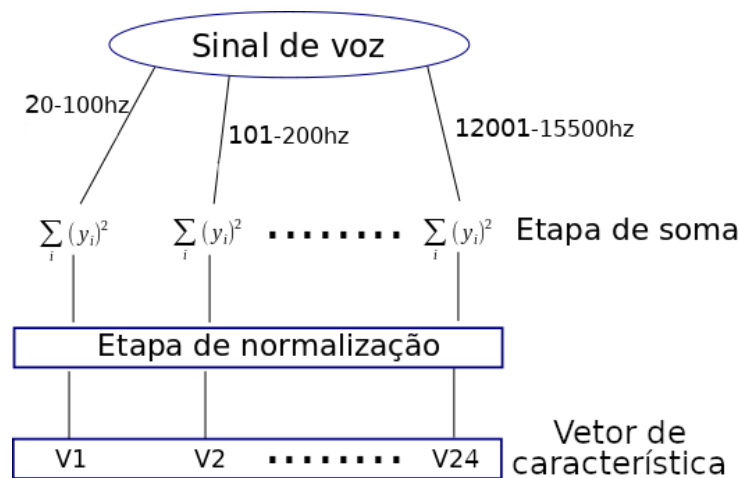 Sinal de voz
20-100hz
101-200hz
12001-15500hz
∑i (yi)² ∑i (yi)² ........ ∑i (yi)² Etapa de soma
Etapa de normalização
V1 V2 ........ V24
Vetor de
característica